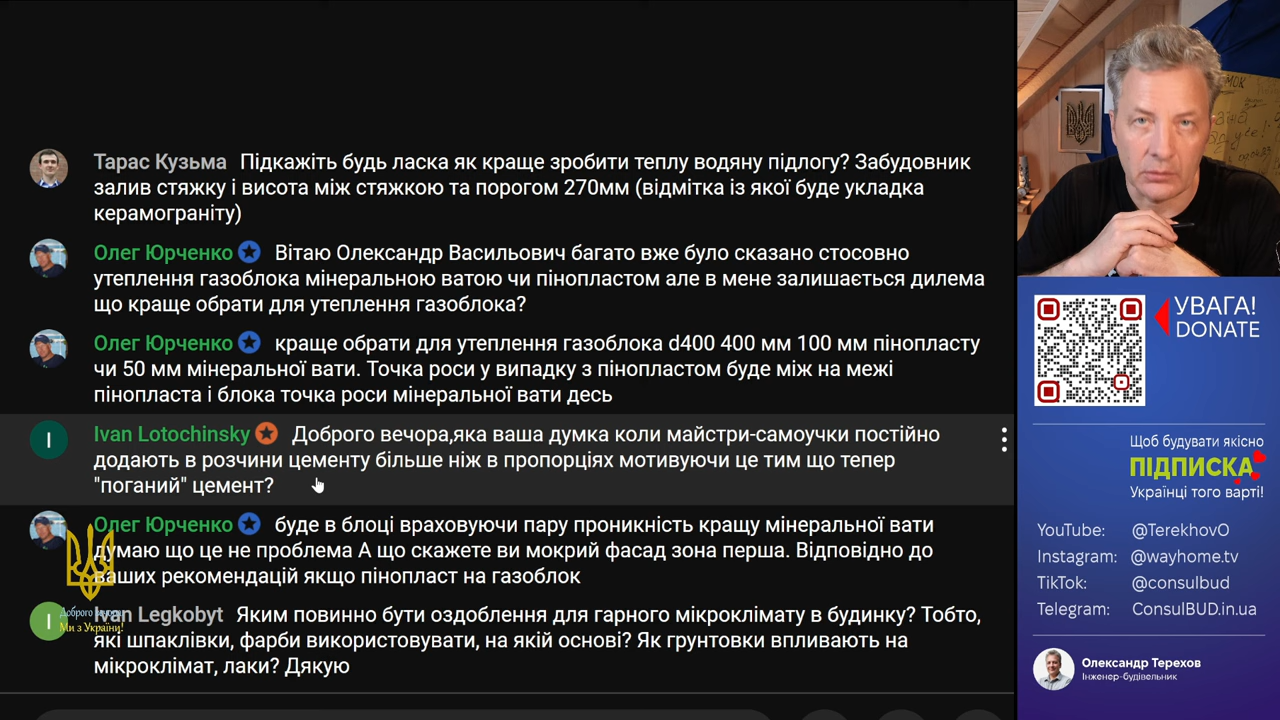 Тарас Кузьма Підкажіть будь ласка як краще зробити теплу водяну підлогу? Забудовник
залив стяжку і висота між стяжкою та порогом 270мм (відмітка із якої буде укладка
керамограніту)
Олег Юрченко Вітаю Олександр Васильович багато вже було сказано стосовно
утеплення газоблока мінеральною ватою чи пінопластом але в мене залишається дилема
що краще обрати для утеплення газоблока?
Олег Юрченко краще обрати для утеплення газоблока d400 400 мм 100 мм пінопласту
чи 50 мм мінеральної вати. Точка роси у випадку з пінопластом буде між на межі
пінопласта і блока точка роси мінеральної вати десь
I
Ivan Lotochinsky Доброго вечора,яка ваша думка коли майстри-самоучки постійно
додають в розчини цементу більше ніж в пропорціях мотивуючи це тим що тепер
"поганий" цемент?
Олег Юрченко буде в блоці враховуючи пару проникність кращу мінеральної вати
думаю що це не проблема А що скажете ви мокрий фасад зона перша. Відповідно до
ваших рекомендацій якщо пінопласт на газоблок
Доброго вечора
Ми з України!
I
Ivan Legkobyt Яким повинно бути оздоблення для гарного мікроклімату в будинку? Тобто,
які шпаклівки, фарби використовувати, на якій основі? Як грунтовки впливають на
мікроклімат, лаки? Дякую
УВАГА!
DONATE
Щоб будувати якісно
ПІДПИСКА
Українці того варті!
YouTube: @TerekhovO
Instagram: @wayhome.tv
TikTok: @consulbud
Telegram: ConsulBUD.in.ua
Олександр Терехов
Інженер-будівельник